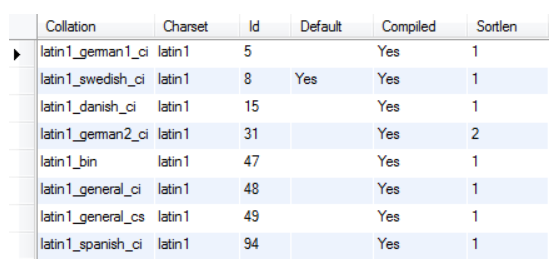 Collation Charset Id Default Compiled Sortlen
latin1_german1_ci latin1 5 Yes 1
latin1_swedish_ci latin1 8 Yes Yes 1
latin1_danish_ci latin1 15 Yes 1
latin1_german2_ci latin1 31 Yes 2
latin1_bin latin1 47 Yes 1
latin1_general_ci latin1 48 Yes 1
latin1_general_cs latin1 49 Yes 1
latin1_spanish_ci latin1 94 Yes 1